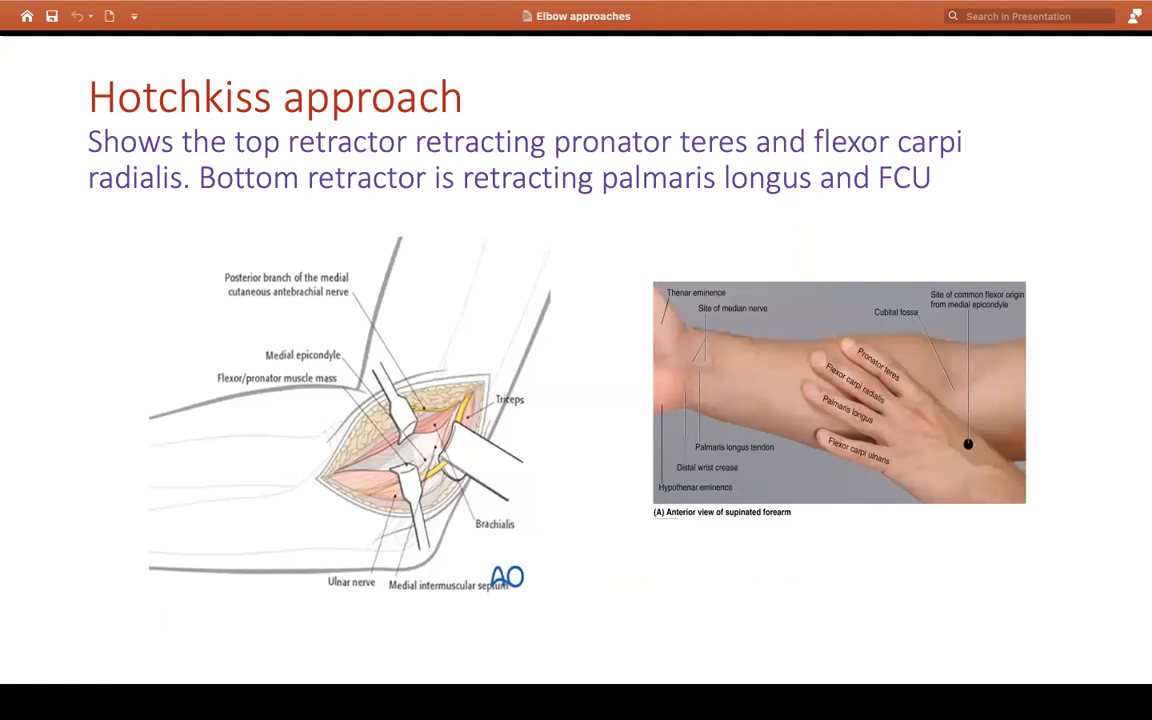 Elbow approaches
Search in Presentation
Hotchkiss approach
Shows the top retractor retracting pronator teres and flexor carpi
radialis. Bottom retractor is retracting palmaris longus and FCU
Posterior branch of the medial
cutaneous antebrachial nerve
Medial epicondyle
Flexor/pronator muscle mass
Triceps
Brachialis
Ulnar nerve
Medial intermuscular septum
AO
Thenar eminence
Site of median nerve
Cubital fossa
Site of common flexor origin
from medial epicondyle
Pronator teres
Flexor carpi radialis
Palmaris longus
Flexor carpi ulnaris
Palmaris longus tendon
Distal wrist crease
Hypothenar eminence
(A) Anterior view of supinated forearm